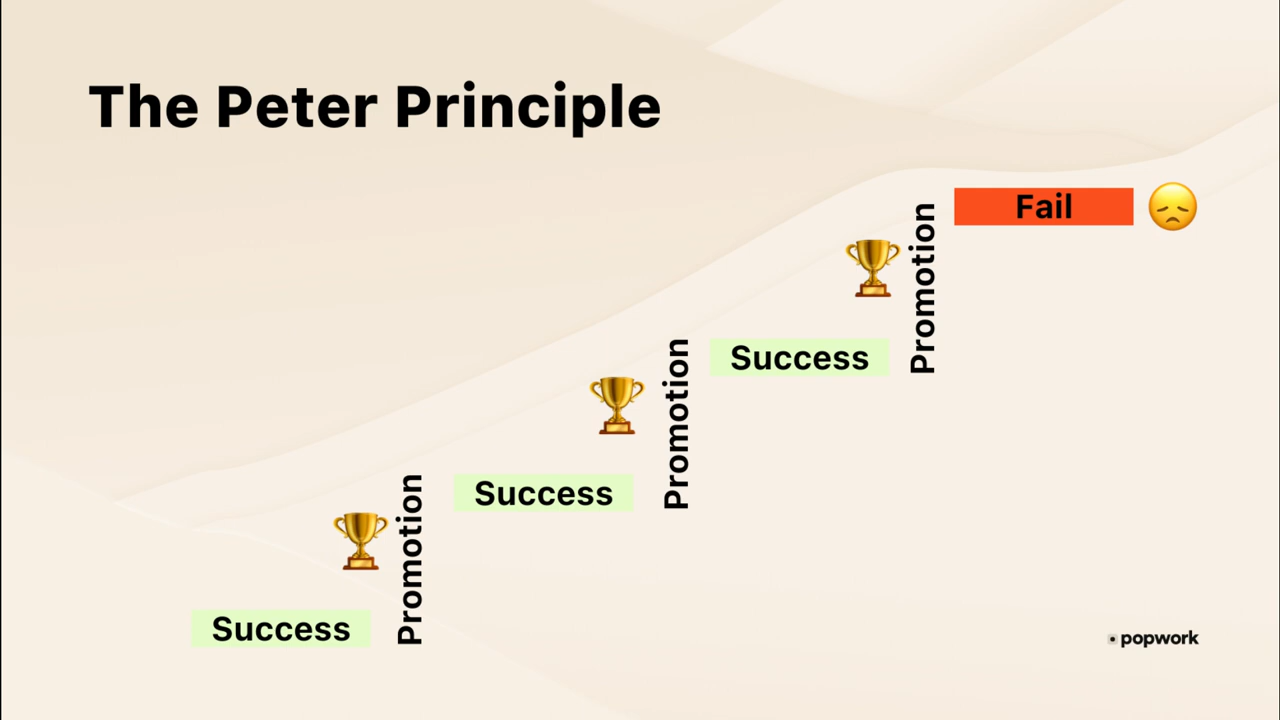 The Peter Principle
Fail
Promotion
Success
Promotion
Success
Promotion
Success
popwork